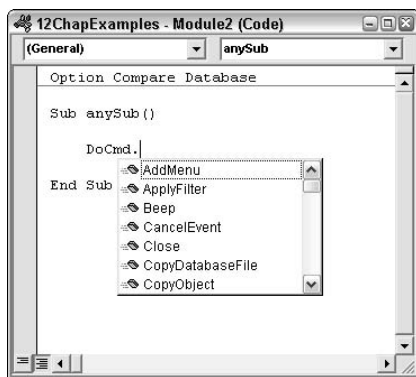 12ChapExamples - Module2 (Code)
(General) anySub
Option Compare Database
Sub anySub()
DoCmd.
AddMenu
End Sub
ApplyFilter
Beep
CancelEvent
Close
CopyDatabaseFile
CopyObject